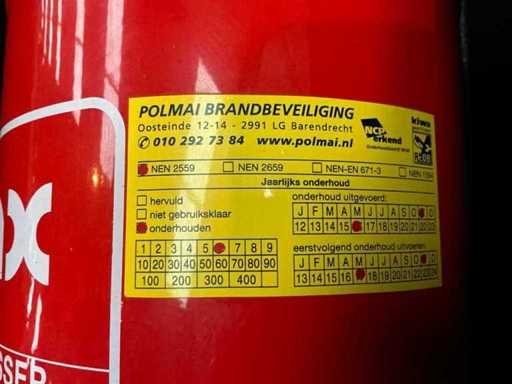 POLMAI BRANDBEVEILIGING
Oosteinde 12-14 - 2991 LG Barendrecht
010 292 73 84 www.polmai.nl
NCP erkend
kiwa
NEN 2559 NEN 2659 NEN-EN 671-3
Jaarlijks onderhoud
hervuld
niet gebruiksklaar
onderhouden
1 2 3 4 5 7 8 9
10 20 30 40 50 60 70 80 90
100 200 300 400
onderhoud uitgevoerd:
J F M A M J J A S O D
12 13 14 15 17 18 19 20 21 22 23
eerstvolgend onderhoud uitvoeren:
J F M A M J J A S O D
13 14 15 16 18 19 20 21 22 23 24
ax
SSER